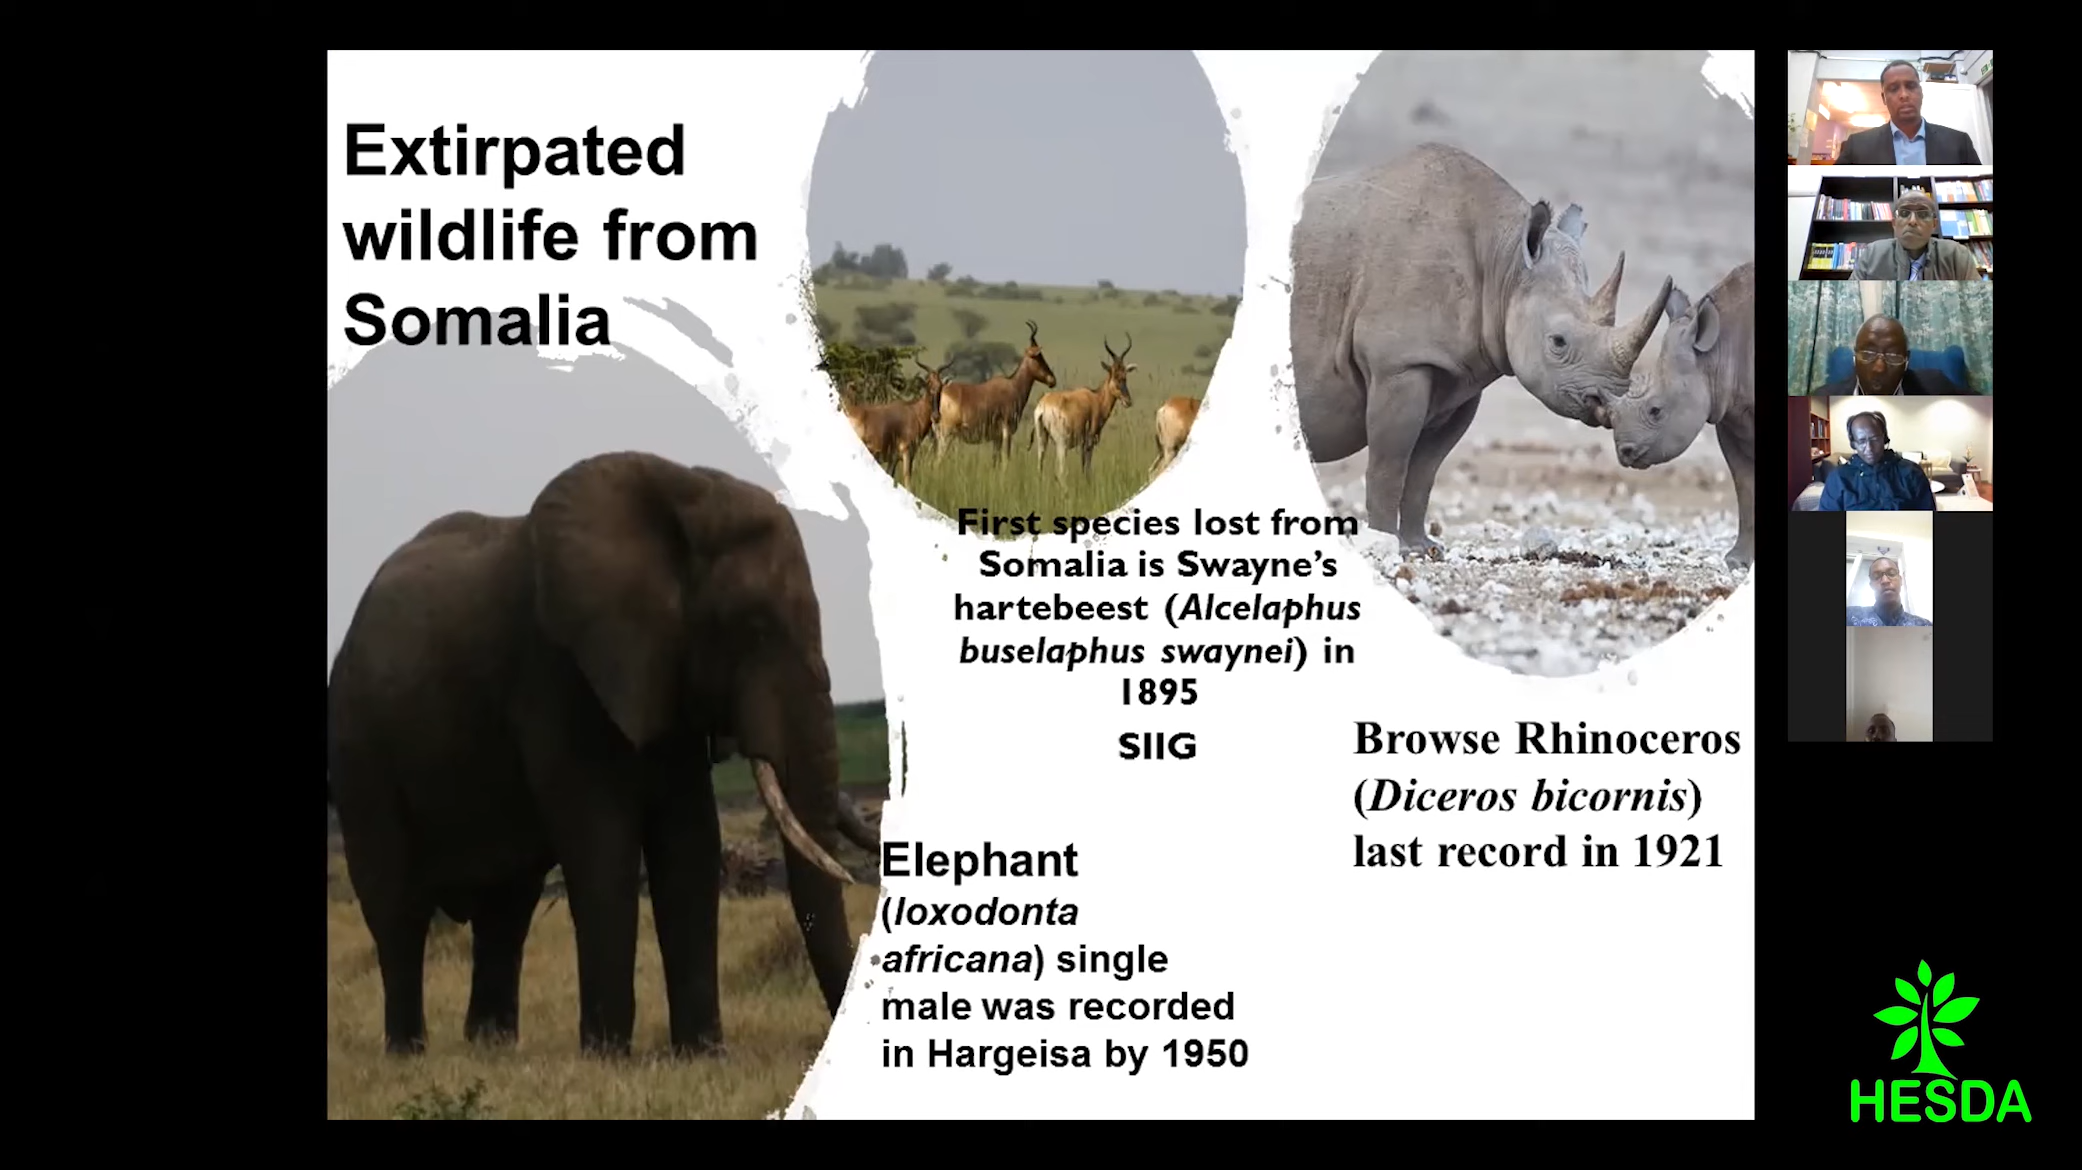 Extirpated
wildlife from
Somalia
First species lost from
Somalia is Swayne's
hartebeest (Alcelaphus
buselaphus swaynei) in
1895
SIIG
Browse Rhinoceros
(Diceros bicornis)
last record in 1921
Elephant
(loxodonta
africana) single
male was recorded
in Hargeisa by 1950
HESDA